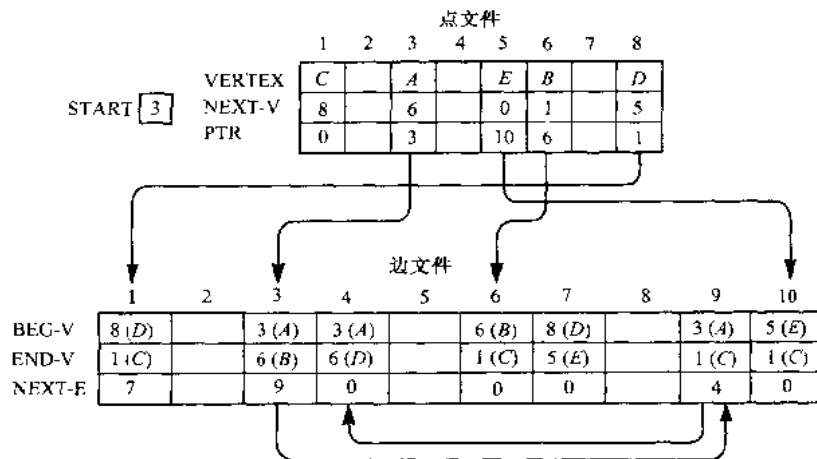 点文件
1 2 3 4 5 6 7 8
VERTEX C A E B D
START 3 NEXT-V 8 6 0 1 5
PTR 0 3 10 6 1
边文件
1 2 3 4 5 6 7 8 9 10
BEG-V 8(D) 3(A) 3(A) 6(B) 8(D) 3(A) 5(E)
END-V 1(C) 6(B) 6(D) 1(C) 5(E) 1(C) 1(C)
NEXT-E 7 9 0 0 0 4 0